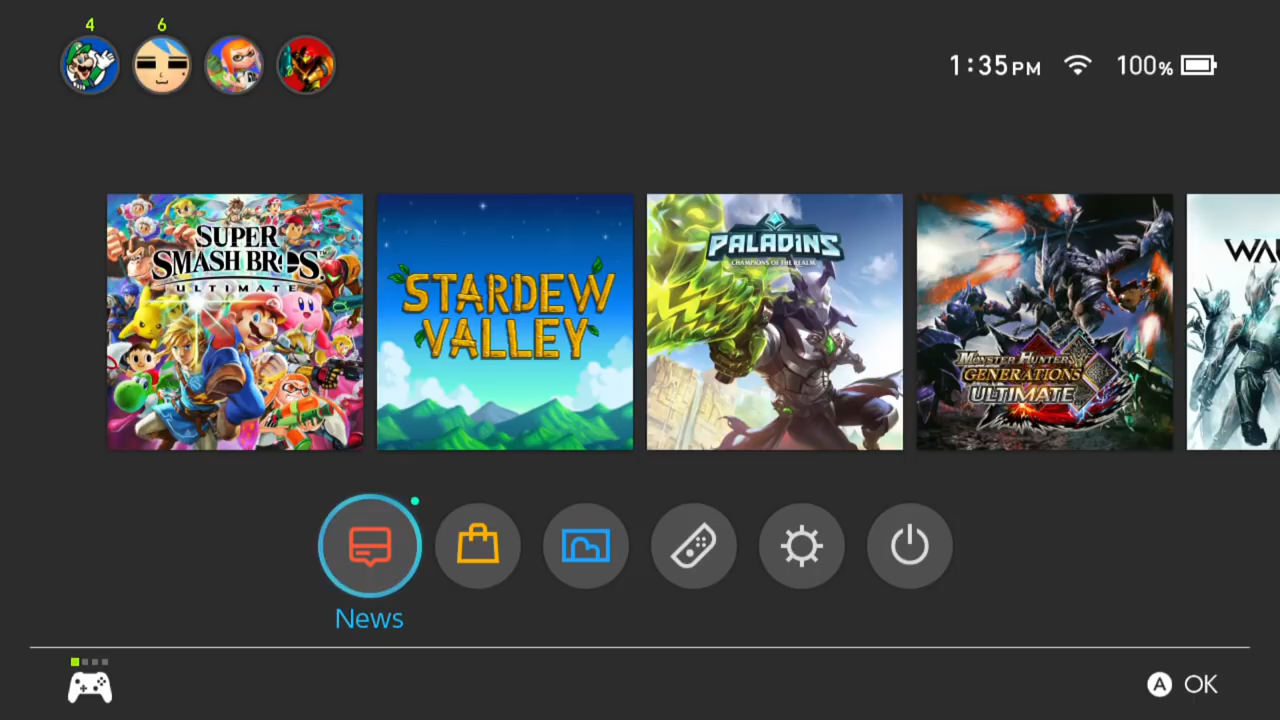 4
6
1:35PM
100%
SUPER
SMASH BROS.
ULTIMATE
STARDEW
VALLEY
PALADINS
CHAMPIONS OF THE REALM
MONSTER HUNTER
GENERATIONS
ULTIMATE
WA
News
A OK